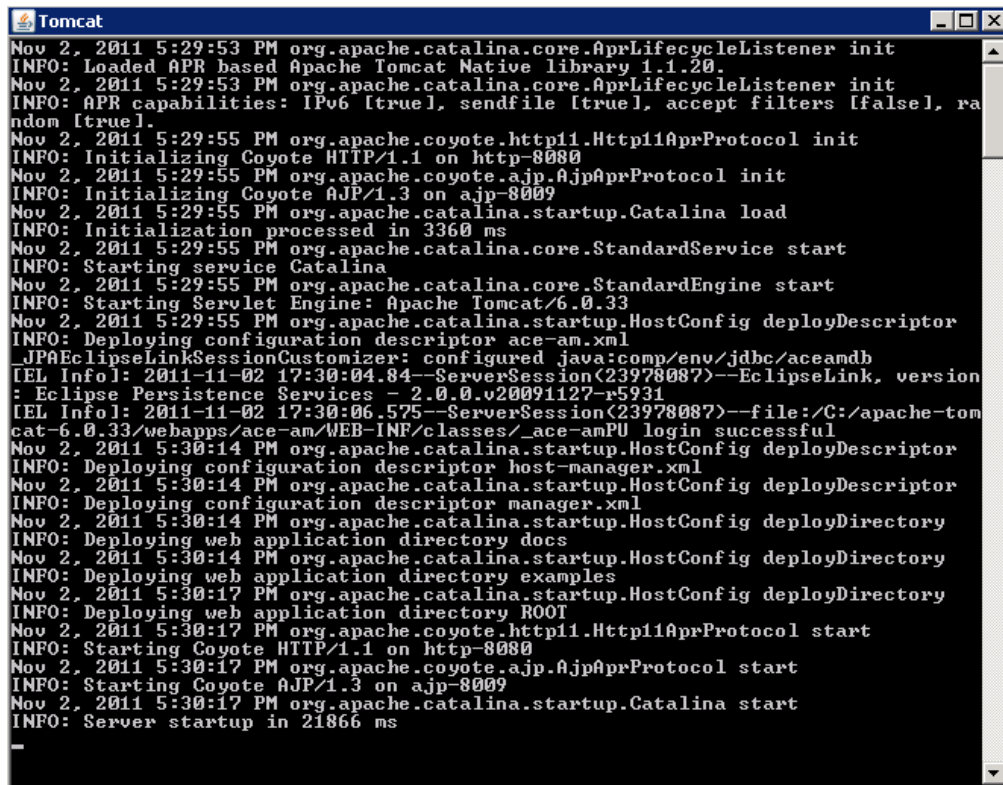 Tomcat
Nov 2, 2011 5:29:53 PM org.apache.catalina.core.AprLifecycleListener init
INFO: Loaded APR based Apache Tomcat Native library 1.1.20.
Nov 2, 2011 5:29:53 PM org.apache.catalina.core.AprLifecycleListener init
INFO: APR capabilities: IPv6 [true], sendfile [true], accept filters [false], ra
ndom [true].
Nov 2, 2011 5:29:55 PM org.apache.coyote.http11.Http11AprProtocol init
INFO: Initializing Coyote HTTP/1.1 on http-8080
Nov 2, 2011 5:29:55 PM org.apache.coyote.ajp.AjpAprProtocol init
INFO: Initializing Coyote AJP/1.3 on ajp-8009
Nov 2, 2011 5:29:55 PM org.apache.catalina.startup.Catalina load
INFO: Initialization processed in 3360 ms
Nov 2, 2011 5:29:55 PM org.apache.catalina.core.StandardService start
INFO: Starting service Catalina
Nov 2, 2011 5:29:55 PM org.apache.catalina.core.StandardEngine start
INFO: Starting Servlet Engine: Apache Tomcat/6.0.33
Nov 2, 2011 5:29:55 PM org.apache.catalina.startup.HostConfig deployDescriptor
INFO: Deploying configuration descriptor ace-am.xml
_JPAEclipseLinkSessionCustomizer: configured java:comp/env/jdbc/aceamdb
[EL Info]: 2011-11-02 17:30:04.84--ServerSession(23978087)--EclipseLink, version
: Eclipse Persistence Services - 2.0.0.v20091127-r5931
[EL Info]: 2011-11-02 17:30:06.575--ServerSession(23978087)--file:/C:/apache-tom
cat-6.0.33/webapps/ace-am/WEB-INF/classes/_ace-amPU login successful
Nov 2, 2011 5:30:14 PM org.apache.catalina.startup.HostConfig deployDescriptor
INFO: Deploying configuration descriptor host-manager.xml
Nov 2, 2011 5:30:14 PM org.apache.catalina.startup.HostConfig deployDescriptor
INFO: Deploying configuration descriptor manager.xml
Nov 2, 2011 5:30:14 PM org.apache.catalina.startup.HostConfig deployDirectory
INFO: Deploying web application directory docs
Nov 2, 2011 5:30:14 PM org.apache.catalina.startup.HostConfig deployDirectory
INFO: Deploying web application directory examples
Nov 2, 2011 5:30:17 PM org.apache.catalina.startup.HostConfig deployDirectory
INFO: Deploying web application directory ROOT
Nov 2, 2011 5:30:17 PM org.apache.coyote.http11.Http11AprProtocol start
INFO: Starting Coyote HTTP/1.1 on http-8080
Nov 2, 2011 5:30:17 PM org.apache.coyote.ajp.AjpAprProtocol start
INFO: Starting Coyote AJP/1.3 on ajp-8009
Nov 2, 2011 5:30:17 PM org.apache.catalina.startup.Catalina start
INFO: Server startup in 21866 ms